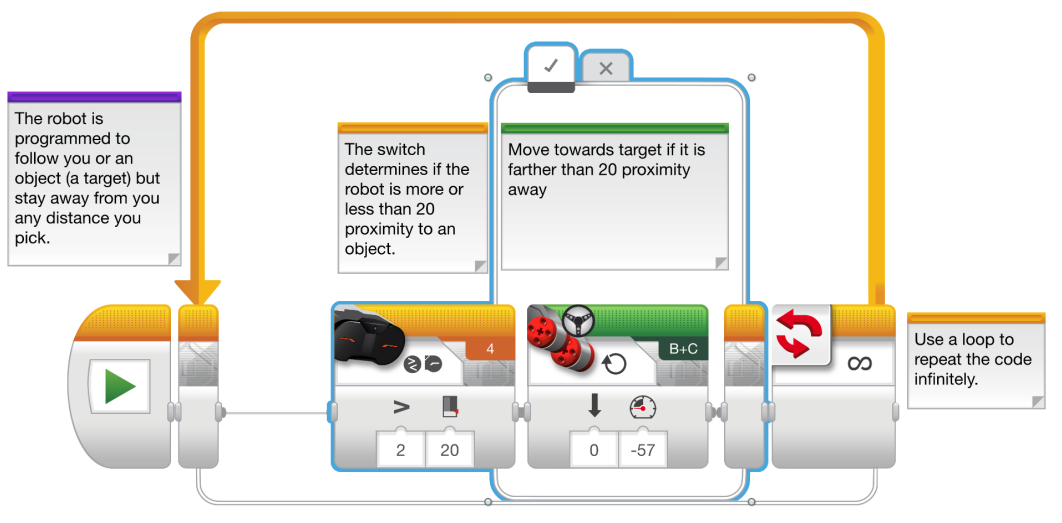 The robot is
programmed to
follow you or an
object (a target) but
stay away from you
any distance you
pick.
The switch
determines if the
robot is more or
less than 20
proximity to an
object.
Move towards target if it is
farther than 20 proximity
away
4
B+C
>
2
20
0
-57
∞
Use a loop to
repeat the code
infinitely.